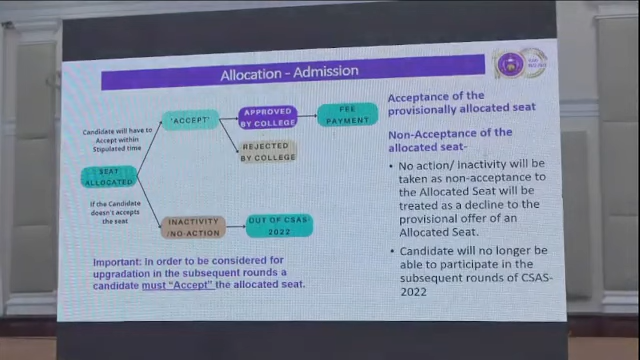 Allocation - Admission
Candidate will have to
Accept within
Stipulated time
SEAT
ALLOCATED
if the Candidate
doesn't accepts
the seat
'ACCEPT'
APPROVED
BY COLLEGE
FEE
PAYMENT
REJECTED
BY COLLEGE
INACTIVITY
/NO-ACTION
OUT OF CSAS
2022
Important: In order to be considered for
upgradation in the subsequent rounds a
candidate must "Accept" the allocated seat.
Acceptance of the
provisionally allocated seat
Non-Acceptance of the
allocated seat-
• No action/ inactivity will be
taken as non-acceptance to
the Allocated Seat will be
treated as a decline to the
provisional offer of an
Allocated Seat.
• Candidate will no longer be
able to participate in the
subsequent rounds of CSAS-
2022